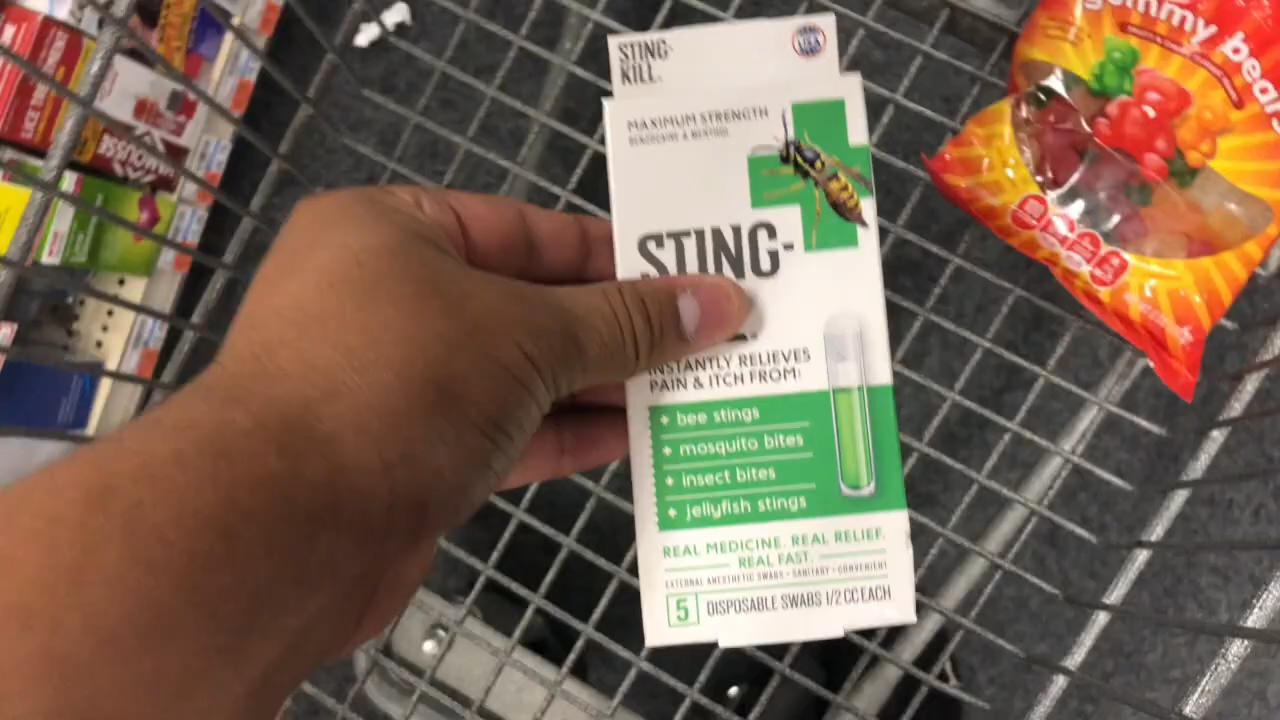 STING-
KILL.
USA
MAXIMUM STRENGTH
BENZOCAINE & MENTHOL
STING-
INSTANTLY RELIEVES
PAIN & ITCH FROM:
+ bee stings
+ mosquito bites
+ insect bites
+ jellyfish stings
REAL MEDICINE. REAL RELIEF.
REAL FAST.
EXTERNAL ANESTHETIC SWABS • SANITARY • CONVENIENT
5 DISPOSABLE SWABS 1/2 CC EACH
gummy bears